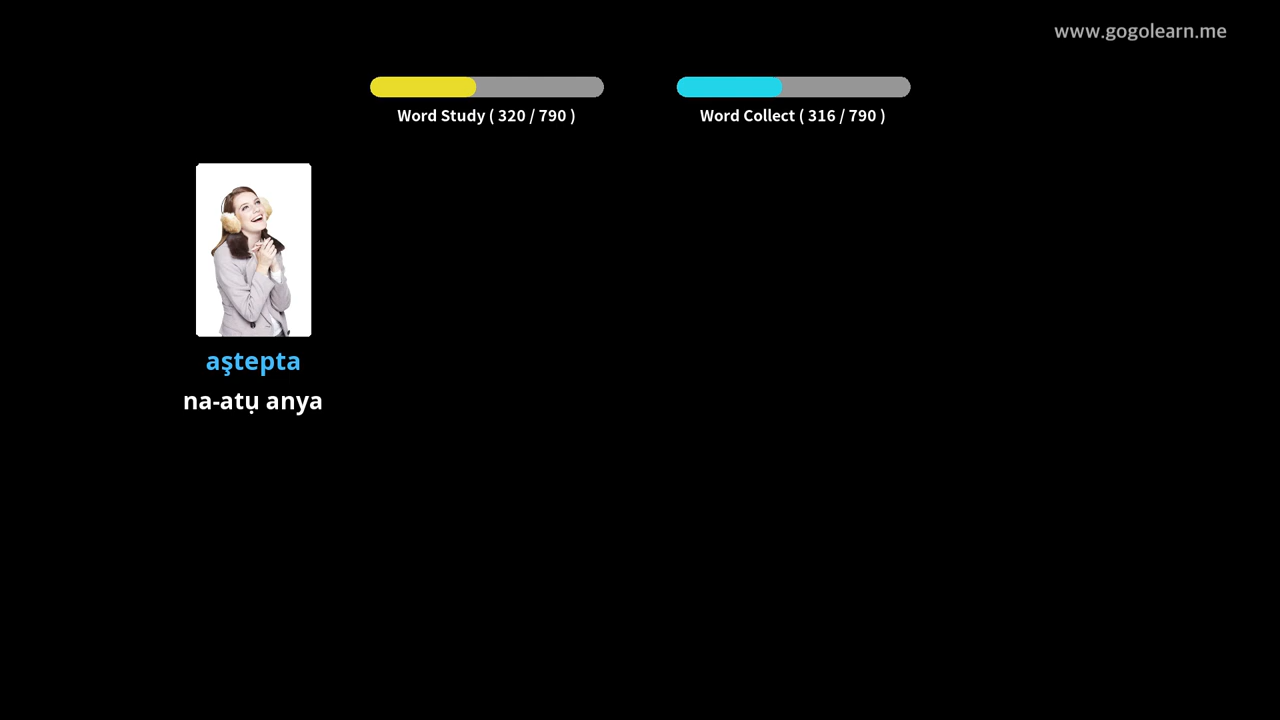 www.gogolearn.me
Word Study ( 320 / 790 )
Word Collect ( 316 / 790 )
aştepta
na-atụ anya